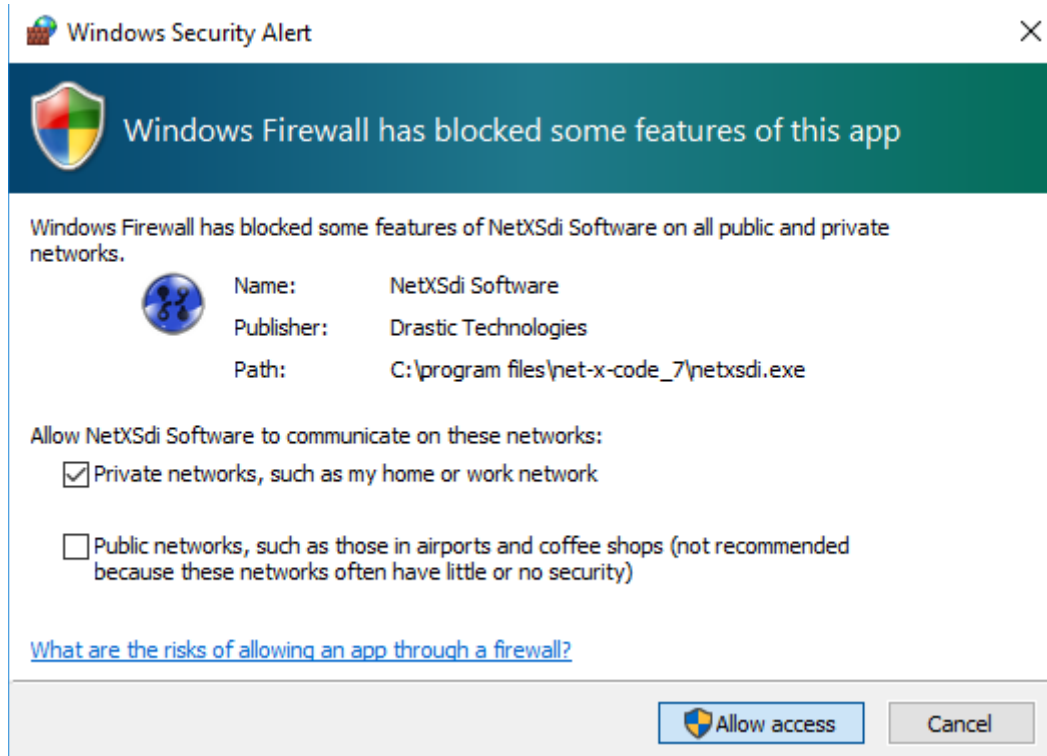 Windows Security Alert
Windows Firewall has blocked some features of this app
Windows Firewall has blocked some features of NetXSdi Software on all public and private
networks.
Name: NetXSdi Software
Publisher: Drastic Technologies
Path: C:\program files\net-x-code_7\netxsdi.exe
Allow NetXSdi Software to communicate on these networks:
Private networks, such as my home or work network
Public networks, such as those in airports and coffee shops (not recommended
because these networks often have little or no security)
What are the risks of allowing an app through a firewall?
Allow access Cancel